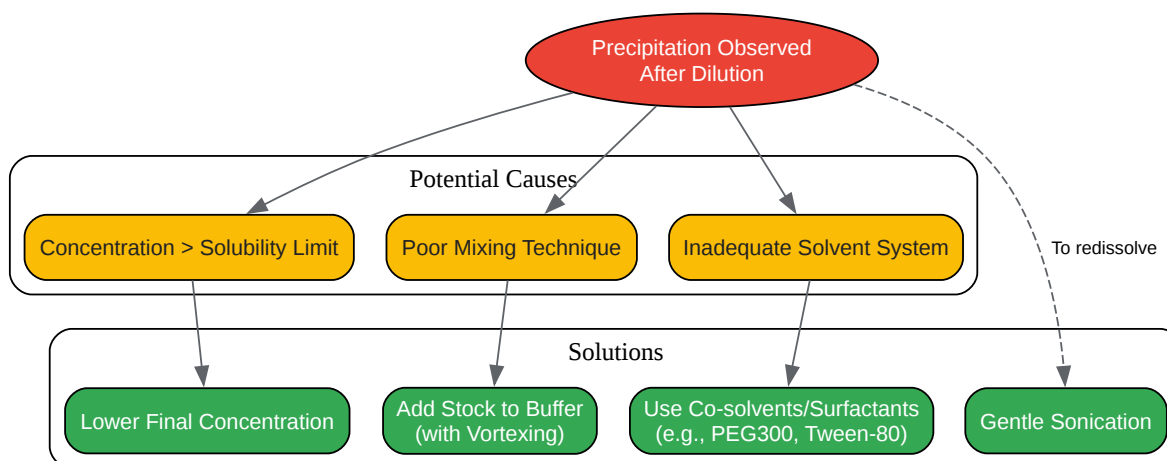 Precipitation Observed
After Dilution
Potential Causes
Concentration > Solubility Limit
Poor Mixing Technique
Inadequate Solvent System
To redissolve
Solutions
Lower Final Concentration
Add Stock to Buffer
(with Vortexing)
Use Co-solvents/Surfactants
(e.g., PEG300, Tween-80)
Gentle Sonication